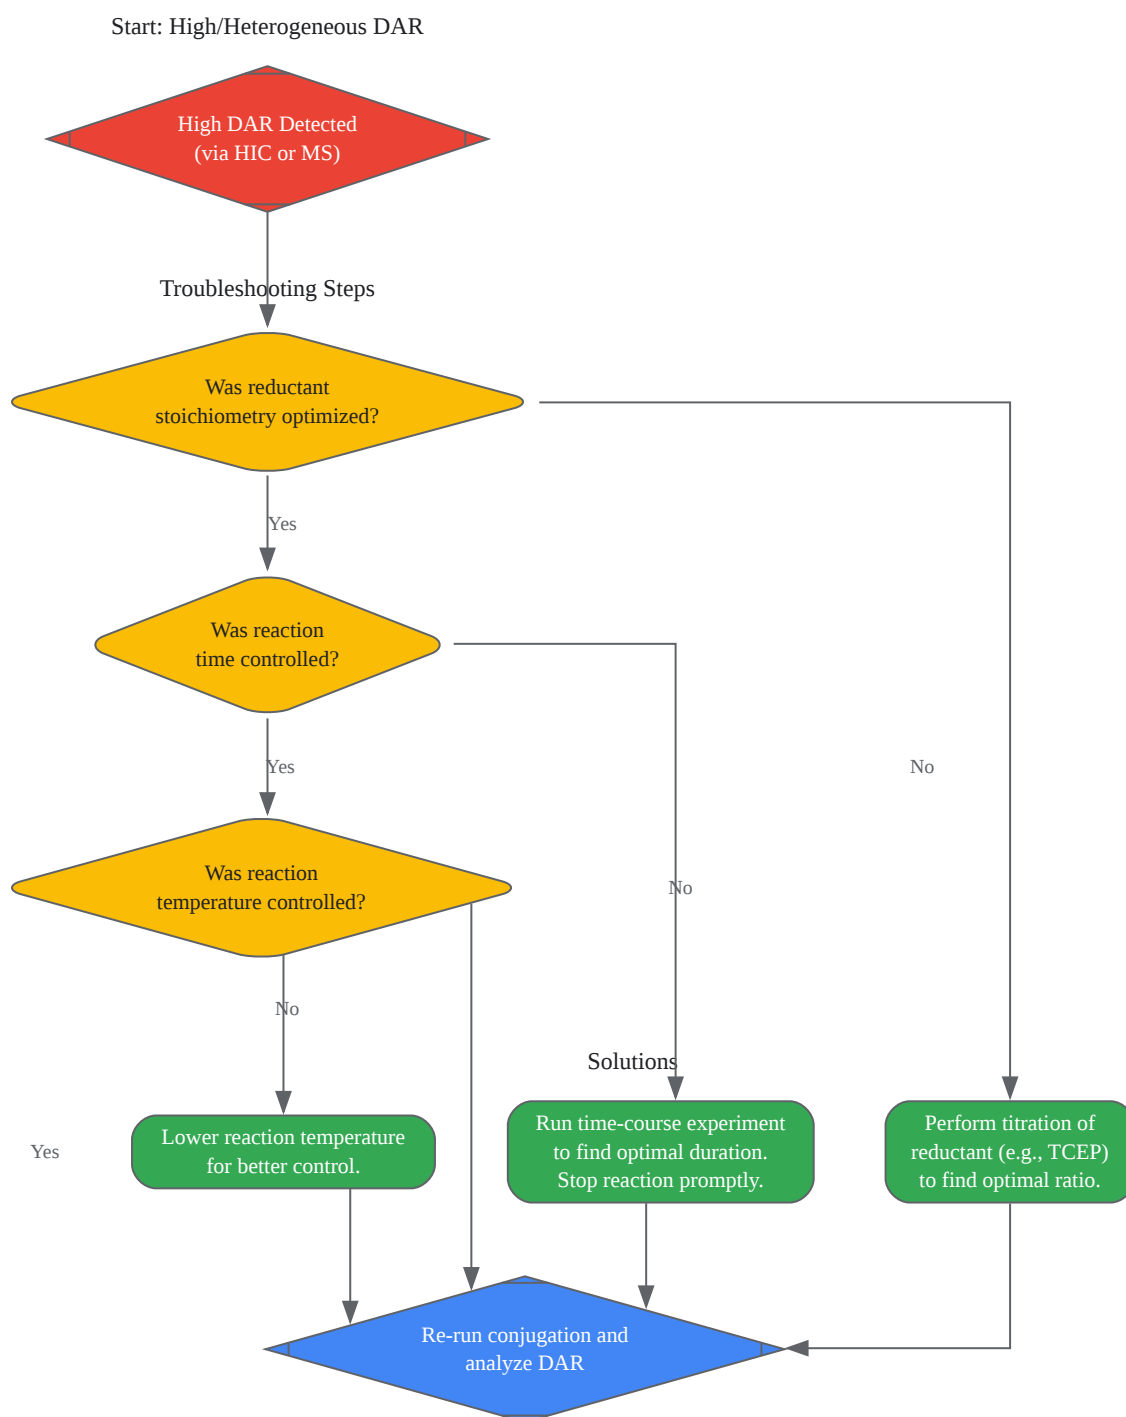 Start: High/Heterogeneous DAR
High DAR Detected
(via HIC or MS)
Troubleshooting Steps
Was reductant
stoichiometry optimized?
Yes
Was reaction
time controlled?
Yes
No
Was reaction
temperature controlled?
No
No
Solutions
Yes
Lower reaction temperature
for better control.
Run time-course experiment
to find optimal duration.
Stop reaction promptly.
Perform titration of
reductant (e.g., TCEP)
to find optimal ratio.
Re-run conjugation and
analyze DAR